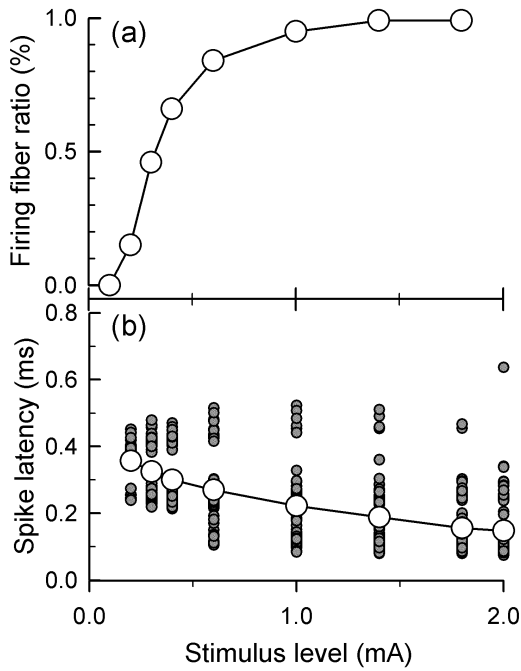 (a)
Firing fiber ratio (%)
1.0
0.5
0.0
(b)
Spike latency (ms)
0.8
0.6
0.4
0.2
0.0
0.0 1.0 2.0
Stimulus level (mA)